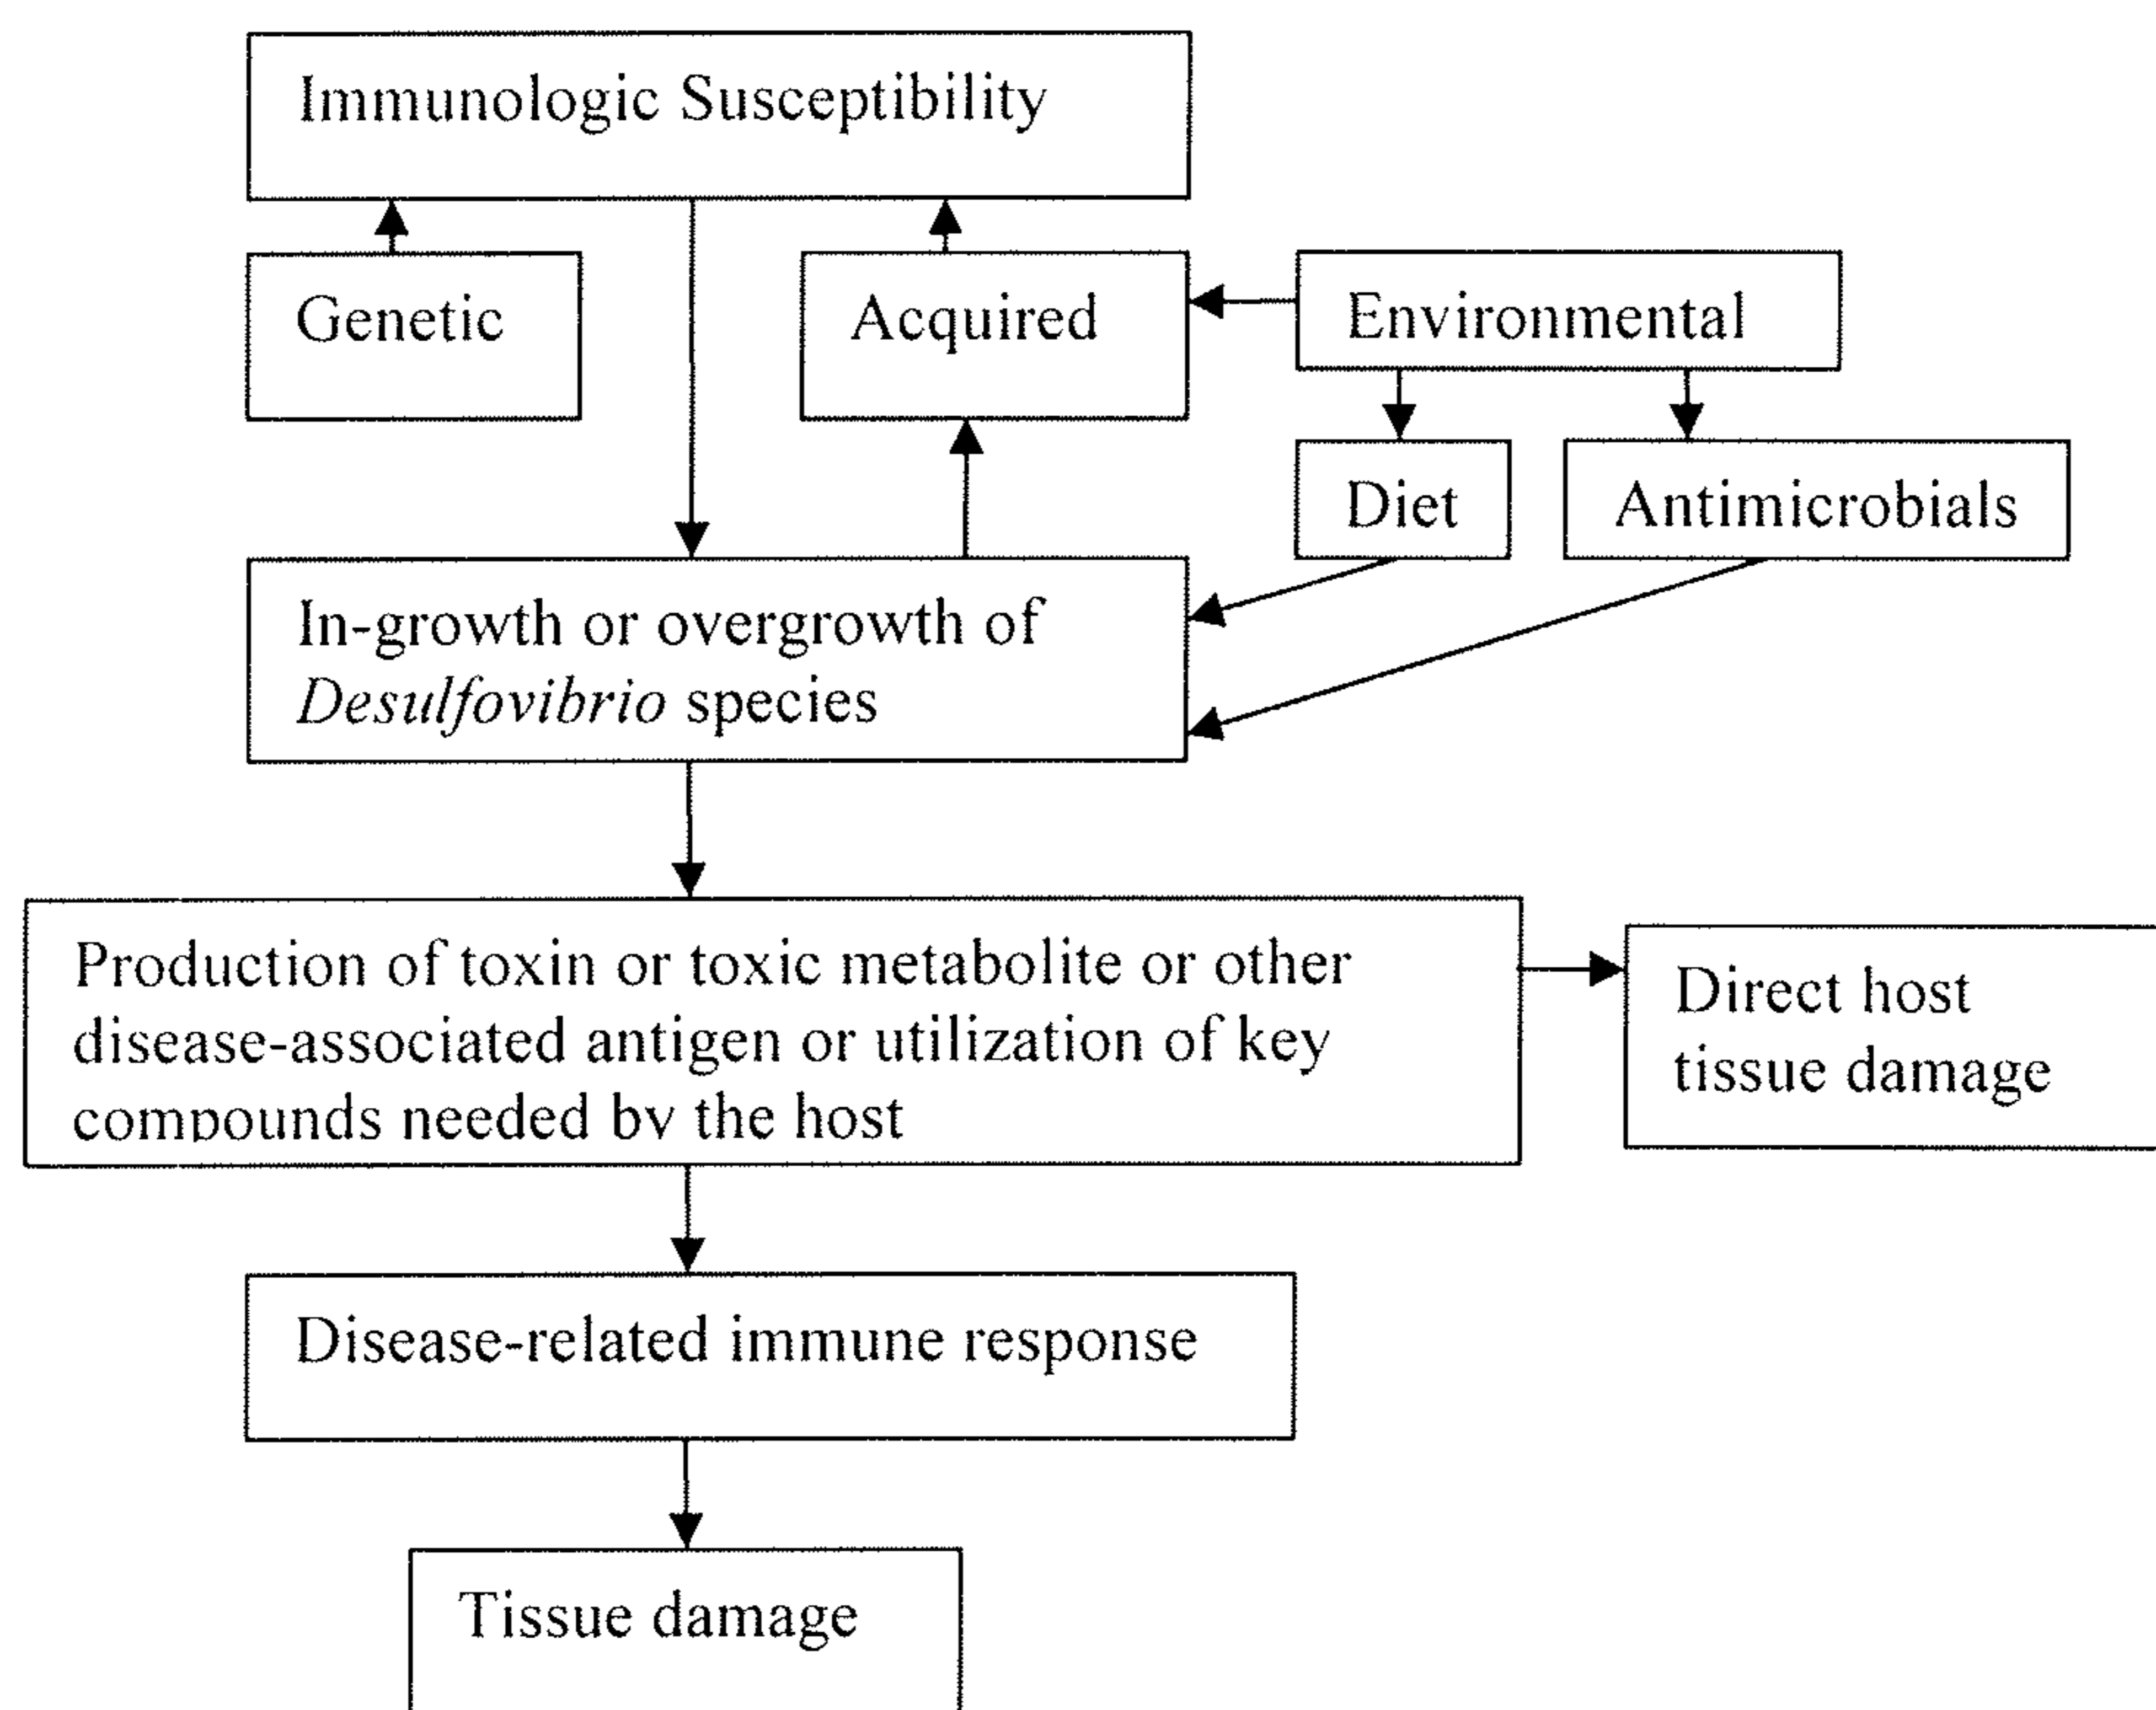 Immunologic Susceptibility
Genetic
Acquired
Environmental
Diet
Antimicrobials
In-growth or overgrowth of
Desulfovibrio species
Production of toxin or toxic metabolite or other
disease-associated antigen or utilization of key
compounds needed by the host
Direct host
tissue damage
Disease-related immune response
Tissue damage